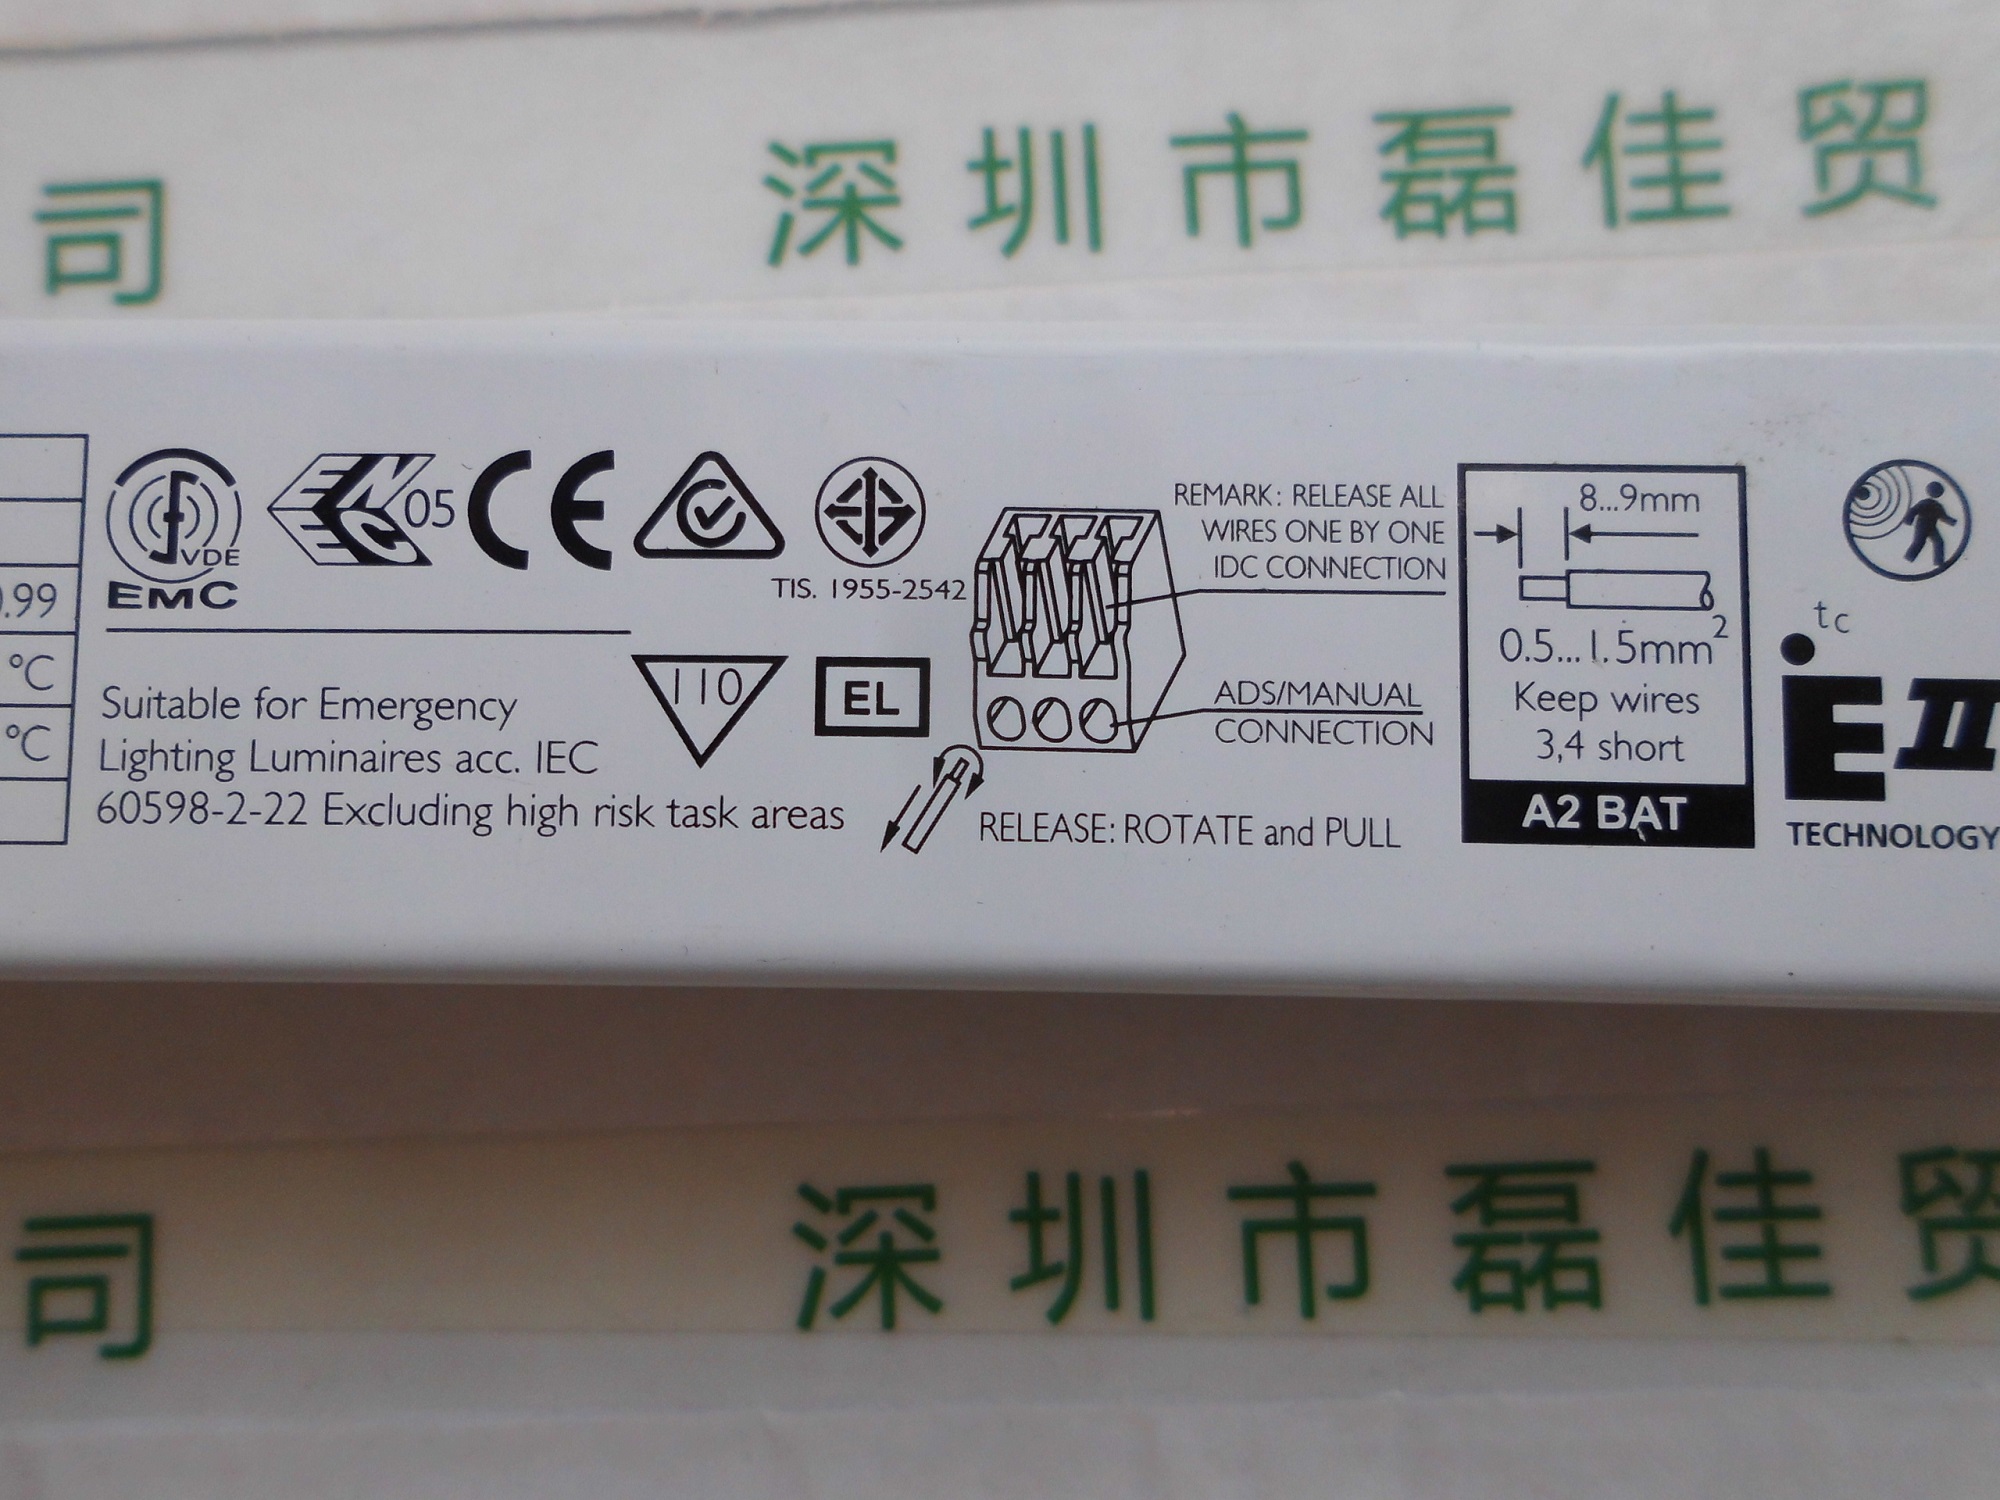 司 深圳市磊佳贸
.99
°C
°C
VDE
EMC
ENEC 05
CE
TIS. 1955-2542
110
EL
Suitable for Emergency
Lighting Luminaires acc. IEC
60598-2-22 Excluding high risk task areas
REMARK: RELEASE ALL
WIRES ONE BY ONE
IDC CONNECTION
ADS/MANUAL
CONNECTION
RELEASE: ROTATE and PULL
8...9mm
0.5...1.5mm²
Keep wires
3,4 short
A2 BAT
tc
EII
TECHNOLOGY
司 深圳市磊佳贸